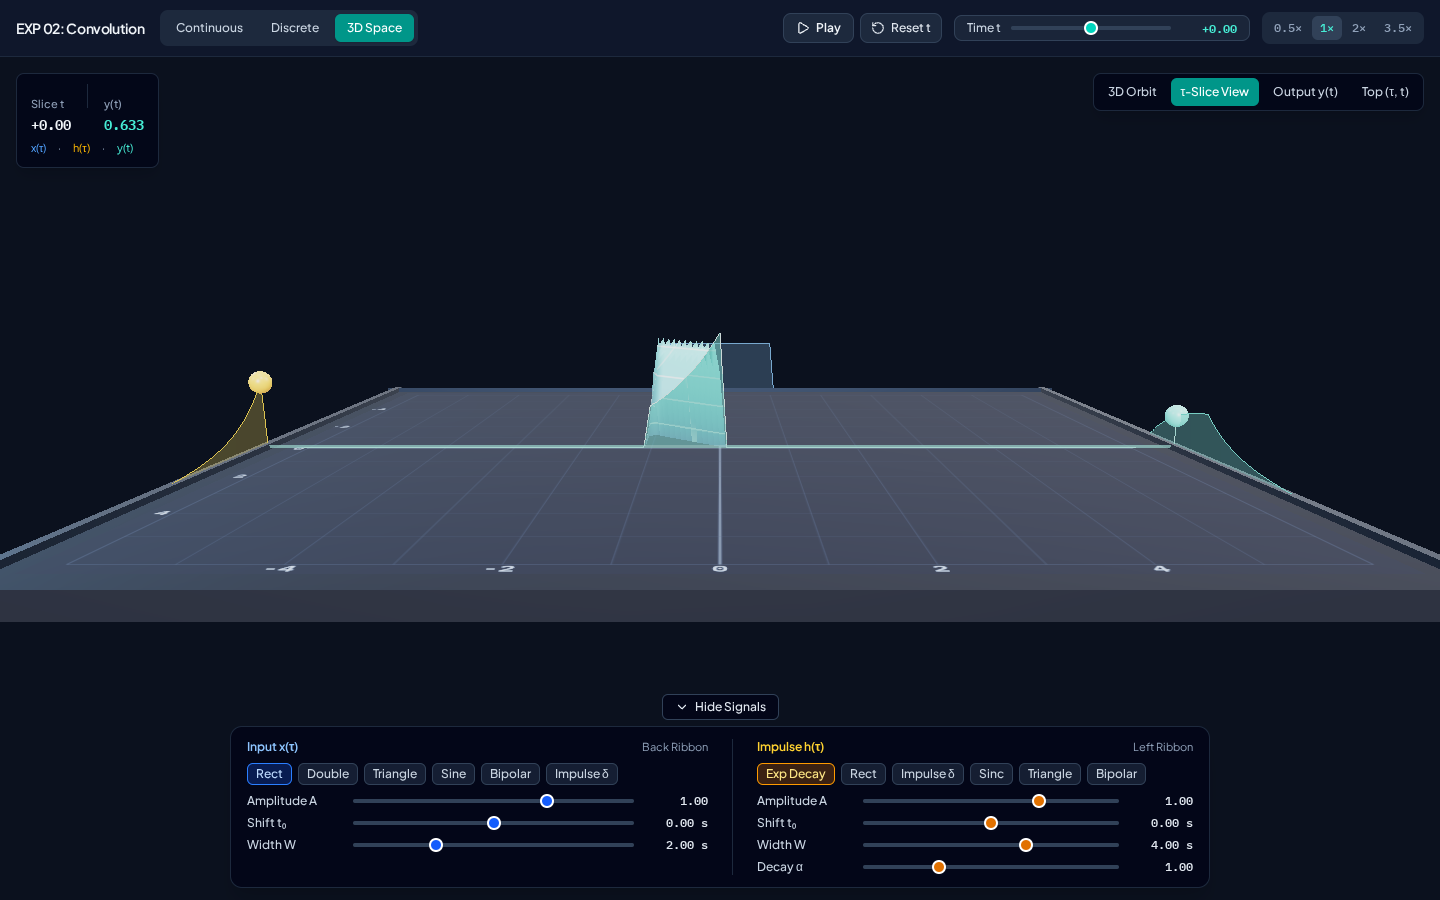 EXP 02: Convolution
Continuous
Discrete
3D Space
Play
Reset t
Time t
+0.00
0.5×
1×
2×
3.5×
Slice t
y(t)
+0.00
0.633
x(τ) · h(τ) · y(t)
3D Orbit
τ-Slice View
Output y(t)
Top (τ, t)
-4
-2
0
2
4
Hide Signals
Input x(τ)
Back Ribbon
Rect
Double
Triangle
Sine
Bipolar
Impulse δ
Amplitude A
1.00
Shift t₀
0.00 s
Width W
2.00 s
Impulse h(τ)
Left Ribbon
Exp Decay
Rect
Impulse δ
Sinc
Triangle
Bipolar
Amplitude A
1.00
Shift t₀
0.00 s
Width W
4.00 s
Decay α
1.00